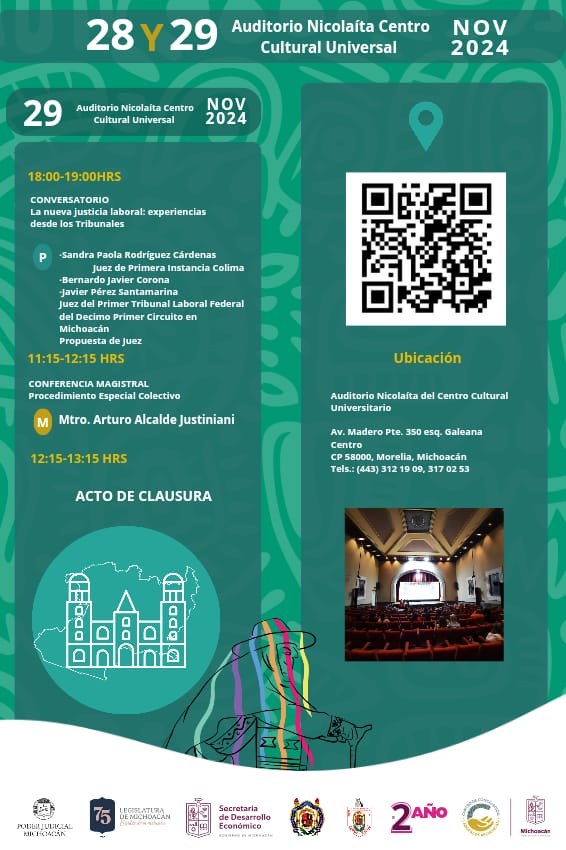 28 Y 29
Auditorio Nicolaíta Centro
Cultural Universal
NOV
2024
29
Auditorio Nicolaíta Centro
Cultural Universal
NOV
2024
18:00-19:00HRS
CONVERSATORIO
La nueva justicia laboral: experiencias
desde los Tribunales
P
·Sandra Paola Rodríguez Cárdenas
Juez de Primera Instancia Colima
·Bernardo Javier Corona
·Javier Pérez Santamarina
Juez del Primer Tribunal Laboral Federal
del Decimo Primer Circuito en
Michoacán
Propuesta de Juez
11:15-12:15 HRS
CONFERENCIA MAGISTRAL
Procedimiento Especial Colectivo
M
Mtro. Arturo Alcalde Justiniani
12:15-13:15 HRS
ACTO DE CLAUSURA
Ubicación
Auditorio Nicolaíta del Centro Cultural
Universitario
Av. Madero Pte. 350 esq. Galeana
Centro
CP 58000, Morelia, Michoacán
Tels.: (443) 312 19 09, 317 02 53
PODER JUDICIAL
MICHOACÁN
75
LEGISLATURA
DE MICHOACÁN
Secretaría
de Desarrollo
Económico
2 AÑO
Michoacán